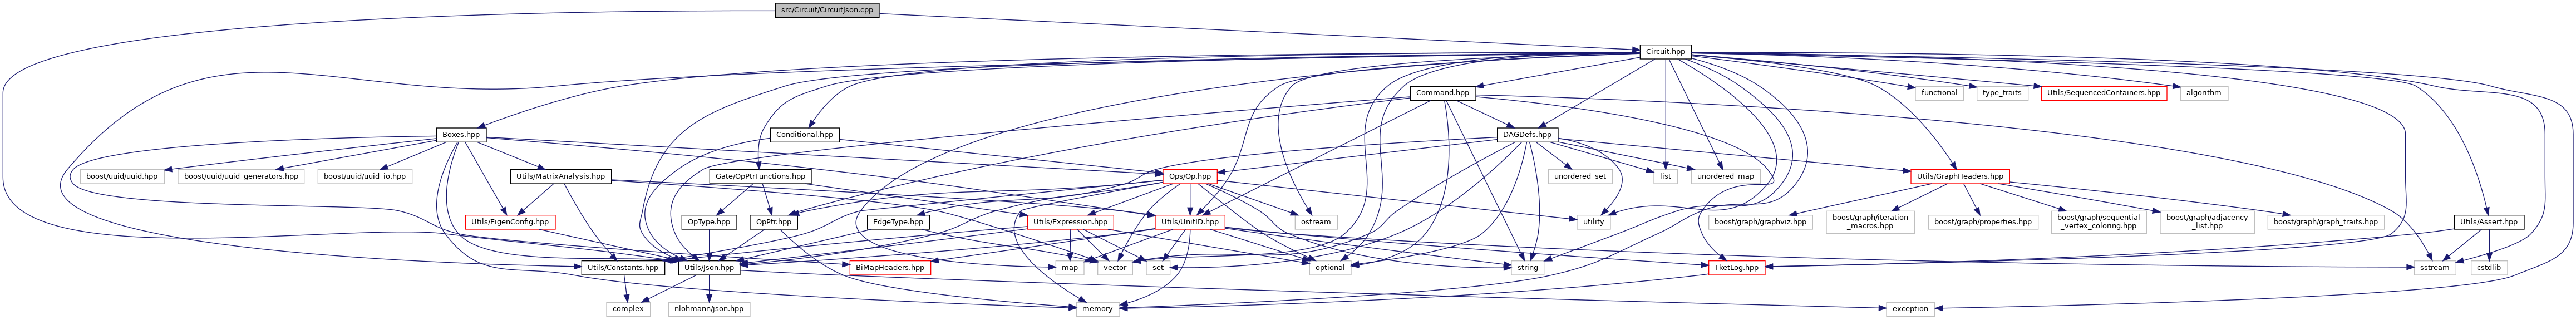 src/Circuit/CircuitJson.cpp
Circuit.hpp
Command.hpp
functional
type_traits
Utils/SequencedContainers.hpp
algorithm
Boxes.hpp
Conditional.hpp
DAGDefs.hpp
boost/uuid/uuid.hpp
boost/uuid/uuid_generators.hpp
boost/uuid/uuid_io.hpp
Utils/MatrixAnalysis.hpp
Gate/OpPtrFunctions.hpp
Ops/Op.hpp
unordered_set
list
unordered_map
Utils/GraphHeaders.hpp
Utils/EigenConfig.hpp
OpType.hpp
OpPtr.hpp
EdgeType.hpp
Utils/Expression.hpp
Utils/UnitID.hpp
ostream
utility
boost/graph/graphviz.hpp
boost/graph/iteration
_macros.hpp
boost/graph/properties.hpp
boost/graph/sequential
_vertex_coloring.hpp
boost/graph/adjacency
_list.hpp
boost/graph/graph_traits.hpp
Utils/Assert.hpp
Utils/Constants.hpp
Utils/Json.hpp
BiMapHeaders.hpp
map
vector
set
optional
string
TketLog.hpp
sstream
cstdlib
complex
nlohmann/json.hpp
memory
exception